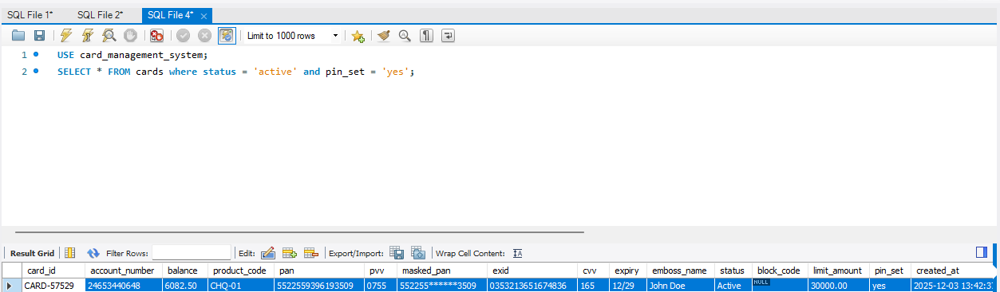 SQL File 1* SQL File 2* SQL File 4* ×
Limit to 1000 rows
1 USE card_management_system;
2 SELECT * FROM cards where status = 'active' and pin_set = 'yes';
Result Grid Filter Rows: Edit: Export/Import: Wrap Cell Content:
card_id account_number balance product_code pan pvv masked_pan exid cvv expiry emboss_name status block_code limit_amount pin_set created_at
CARD-57529 24653440648 6082.50 CHQ-01 5522559396193509 0755 552255******3509 0353213651674836 165 12/29 John Doe Active NULL 30000.00 yes 2025-12-03 13:42:3